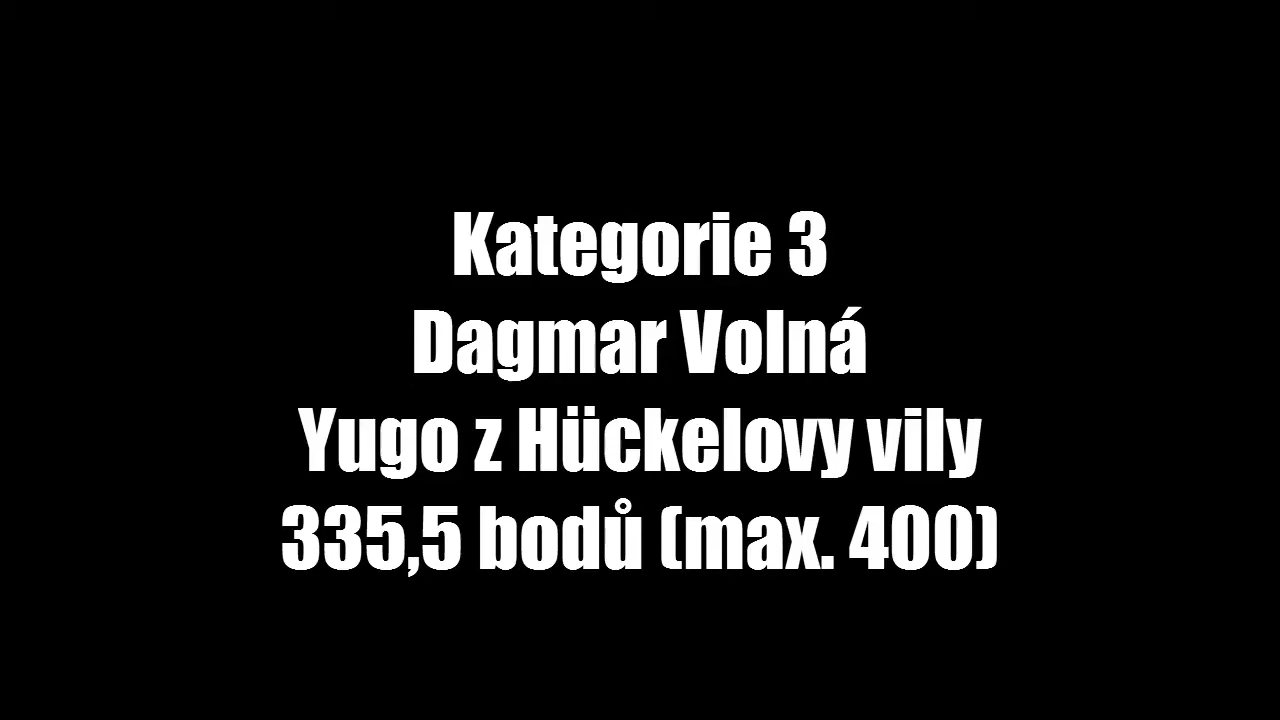 Kategorie 3
Dagmar Volná
Yugo z Hückelovy vily
335,5 bodů (max. 400)